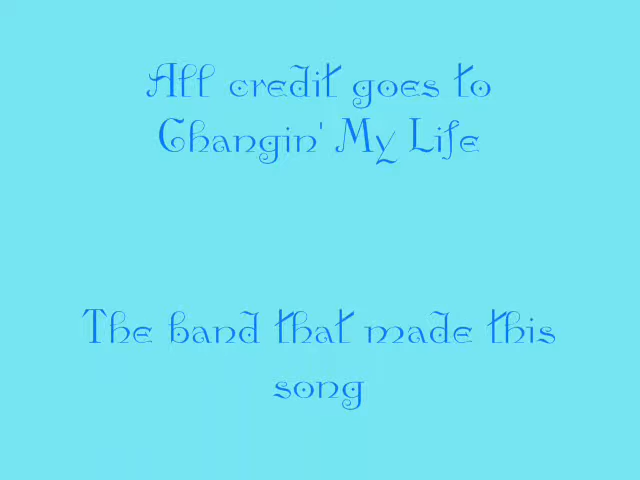 All credit goes to
Changin' My Life
The band that made this
song